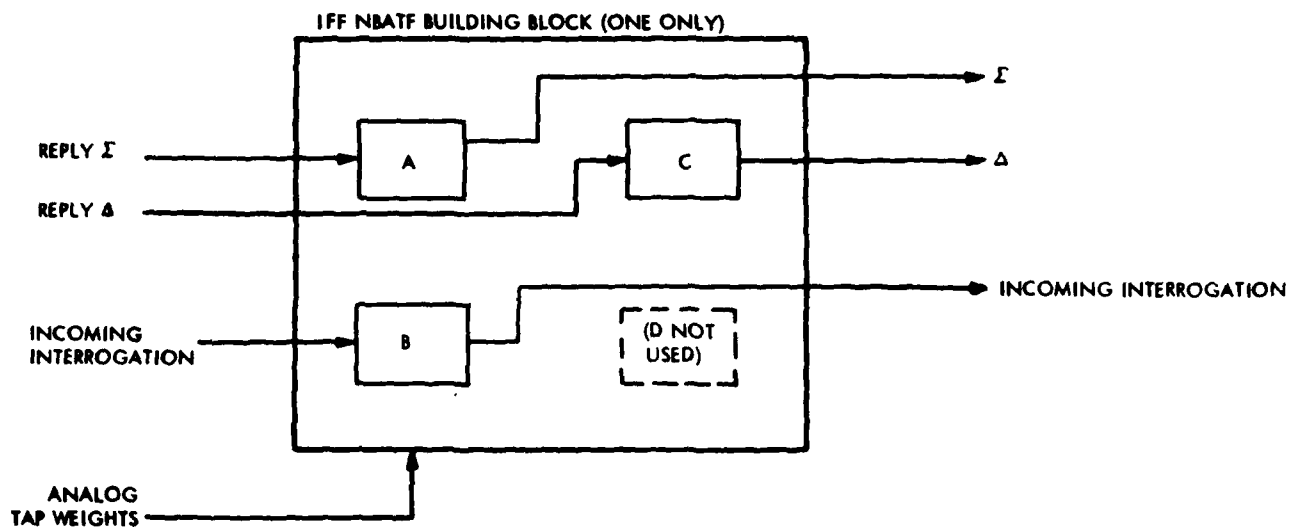 IFF NBATF BUILDING BLOCK (ONE ONLY)
Σ
REPLY Σ
A
C
Δ
REPLY Δ
INCOMING INTERROGATION
INCOMING
INTERROGATION
B
(D NOT
USED)
ANALOG
TAP WEIGHTS